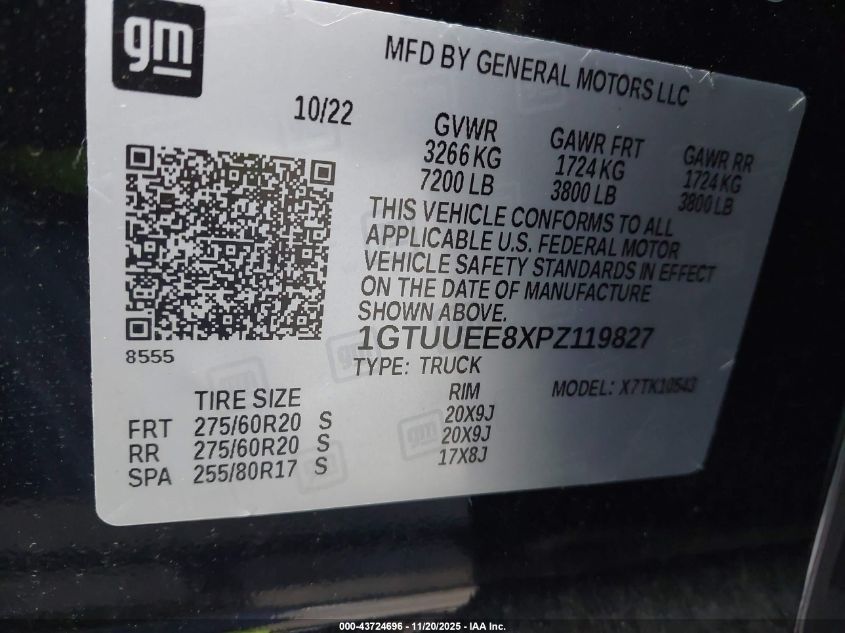 gm
MFD BY GENERAL MOTORS LLC
10/22
GVWR GAWR FRT GAWR RR
3266 KG 1724 KG 1724 KG
7200 LB 3800 LB 3800 LB
THIS VEHICLE CONFORMS TO ALL
APPLICABLE U.S. FEDERAL MOTOR
VEHICLE SAFETY STANDARDS IN EFFECT
ON THE DATE OF MANUFACTURE
SHOWN ABOVE.
1GTUUEE8XPZ119827
8555
TYPE: TRUCK MODEL: X7TK10543
TIRE SIZE RIM
FRT 275/60R20 S 20X9J
RR 275/60R20 S 20X9J
SPA 255/80R17 S 17X8J
000-43724696 - 11/20/2025 - IAA Inc.